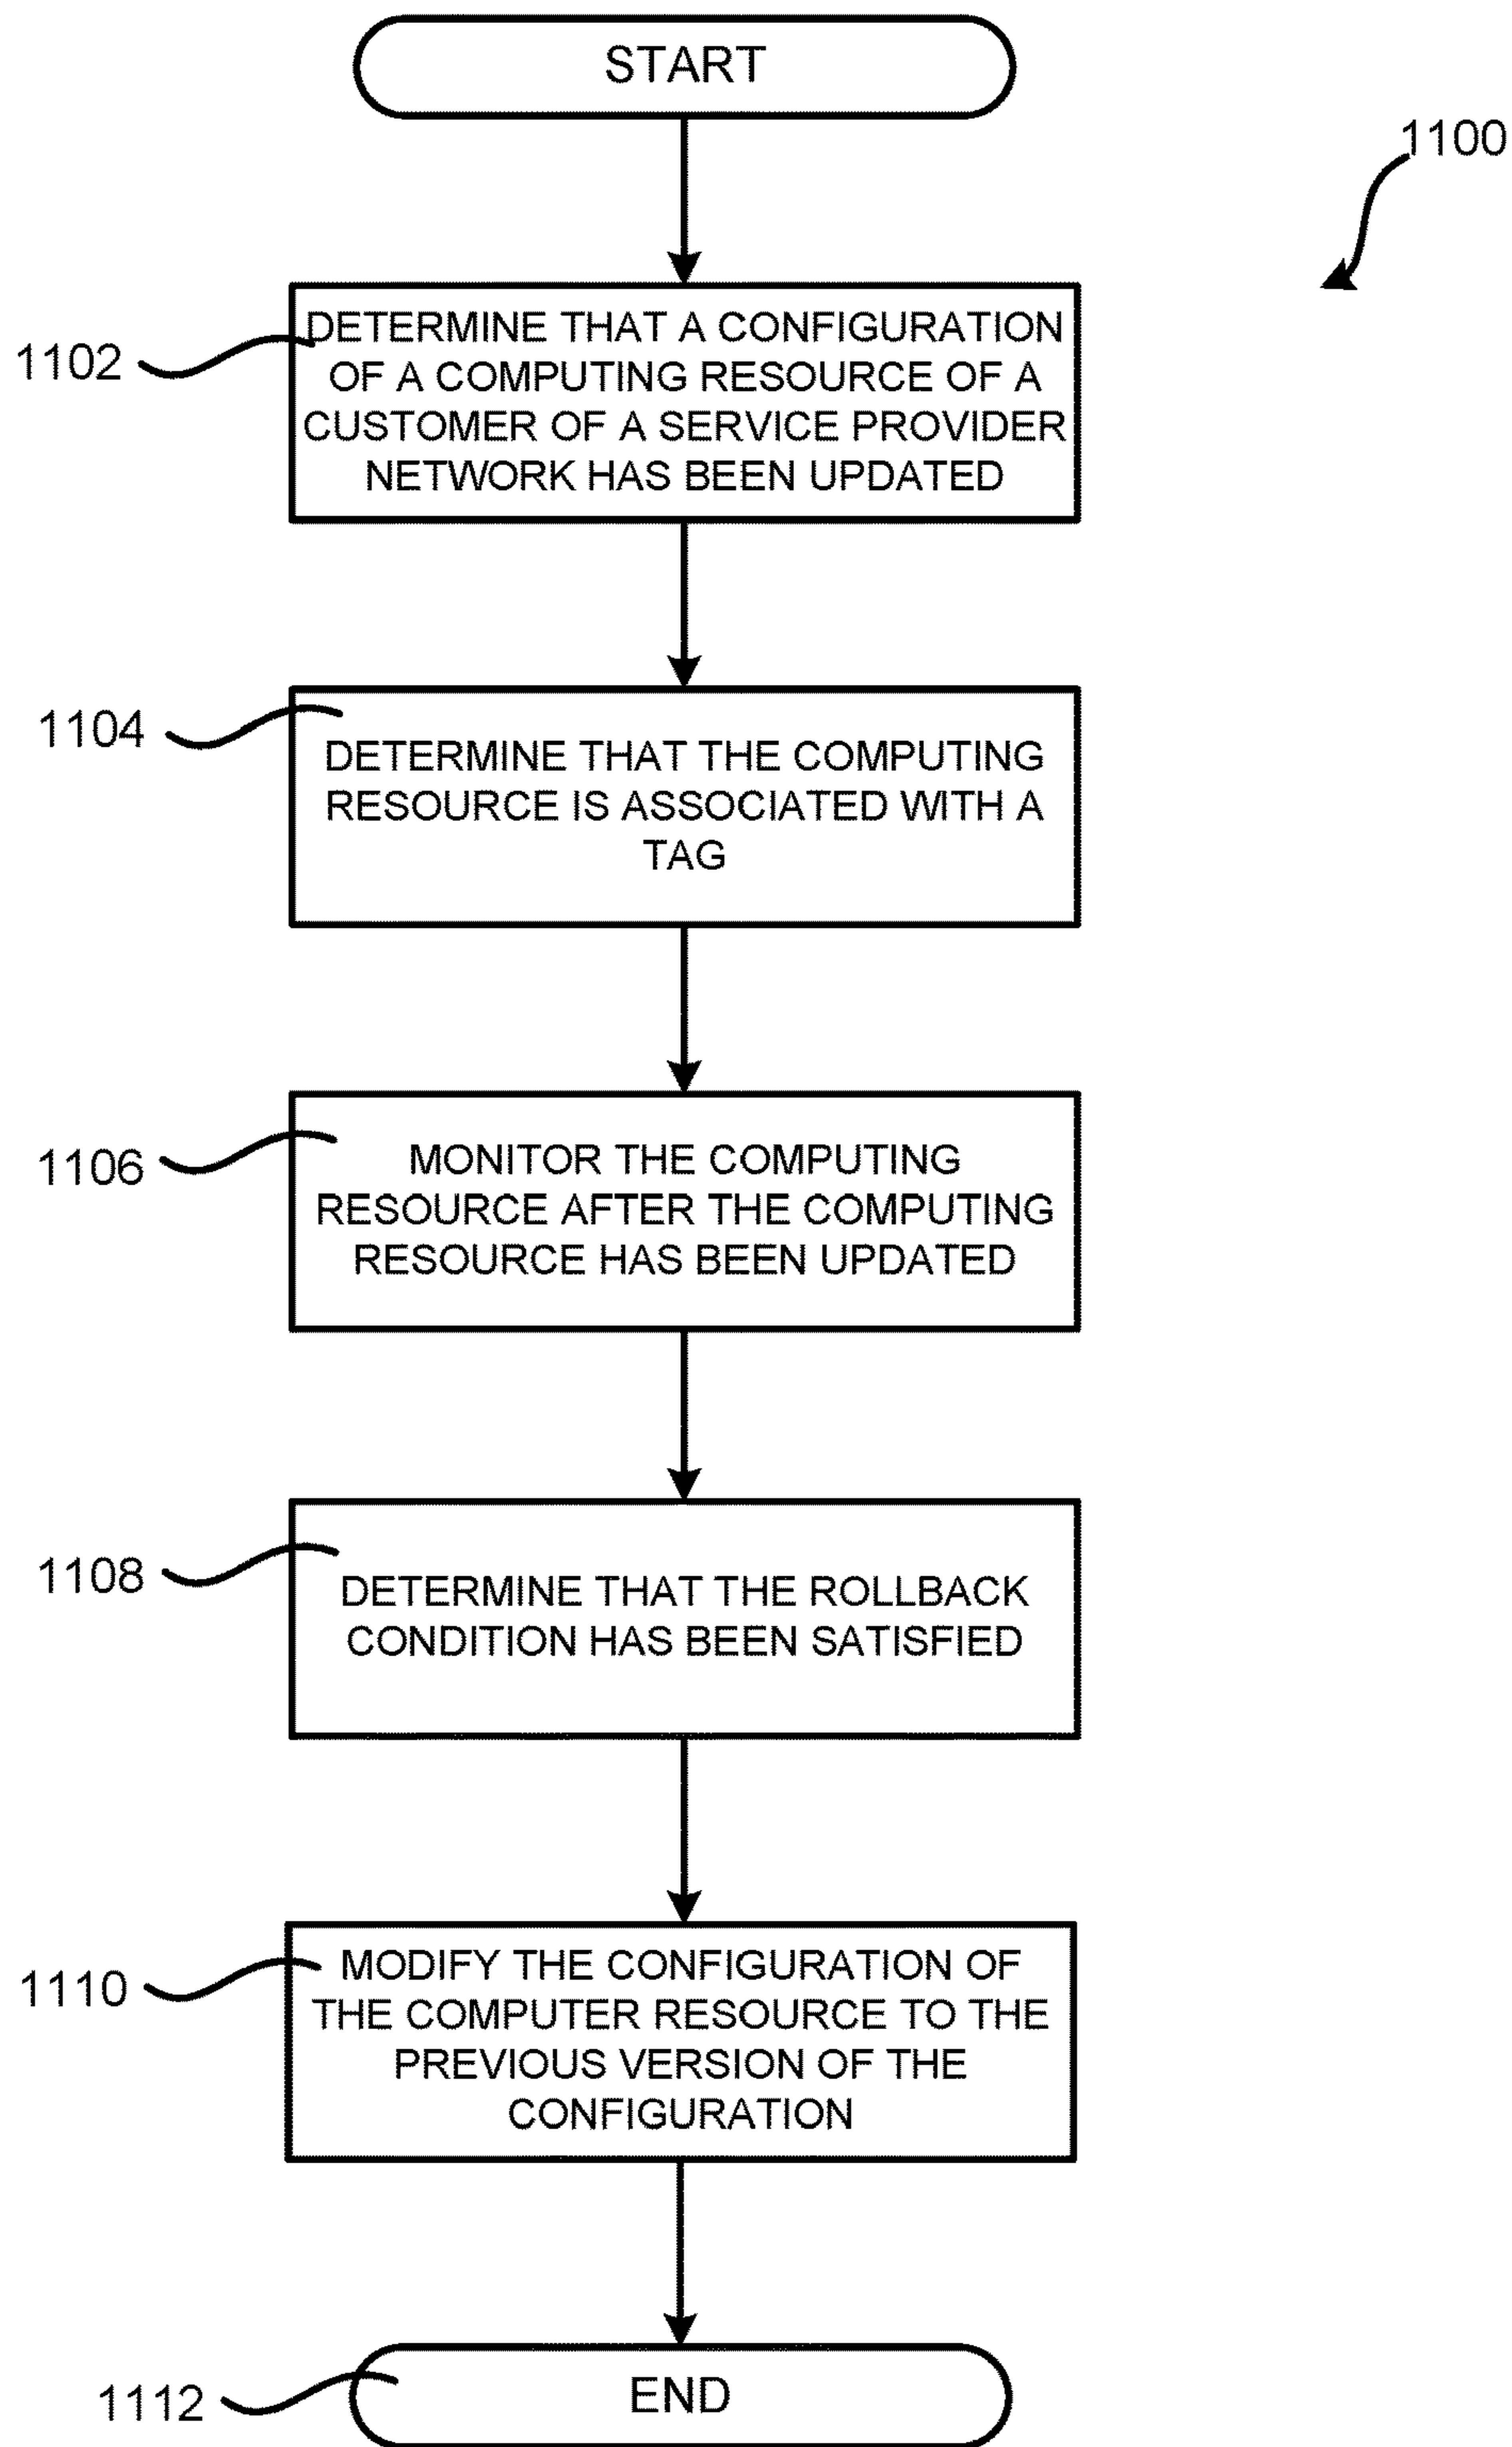 START
1100
1102
DETERMINE THAT A CONFIGURATION
OF A COMPUTING RESOURCE OF A
CUSTOMER OF A SERVICE PROVIDER
NETWORK HAS BEEN UPDATED
1104
DETERMINE THAT THE COMPUTING
RESOURCE IS ASSOCIATED WITH A
TAG
1106
MONITOR THE COMPUTING
RESOURCE AFTER THE COMPUTING
RESOURCE HAS BEEN UPDATED
1108
DETERMINE THAT THE ROLLBACK
CONDITION HAS BEEN SATISFIED
1110
MODIFY THE CONFIGURATION OF
THE COMPUTER RESOURCE TO THE
PREVIOUS VERSION OF THE
CONFIGURATION
1112
END